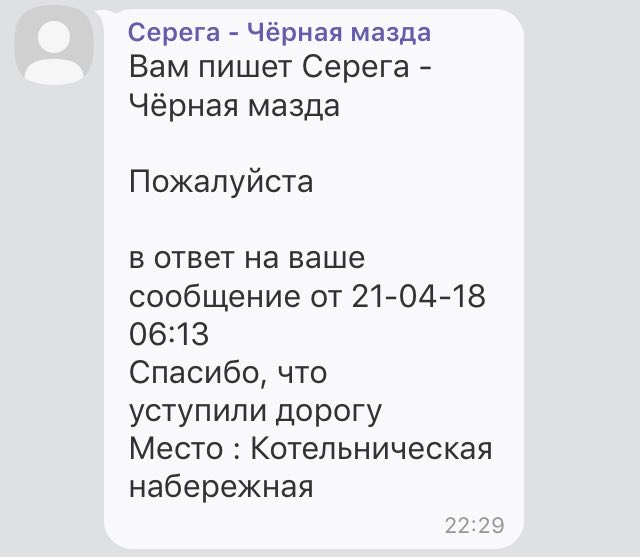 Серега - Чёрная мазда
Вам пишет Серега -
Чёрная мазда
Пожалуйста
в ответ на ваше
сообщение от 21-04-18
06:13
Спасибо, что
уступили дорогу
Место : Котельническая
набережная
22:29